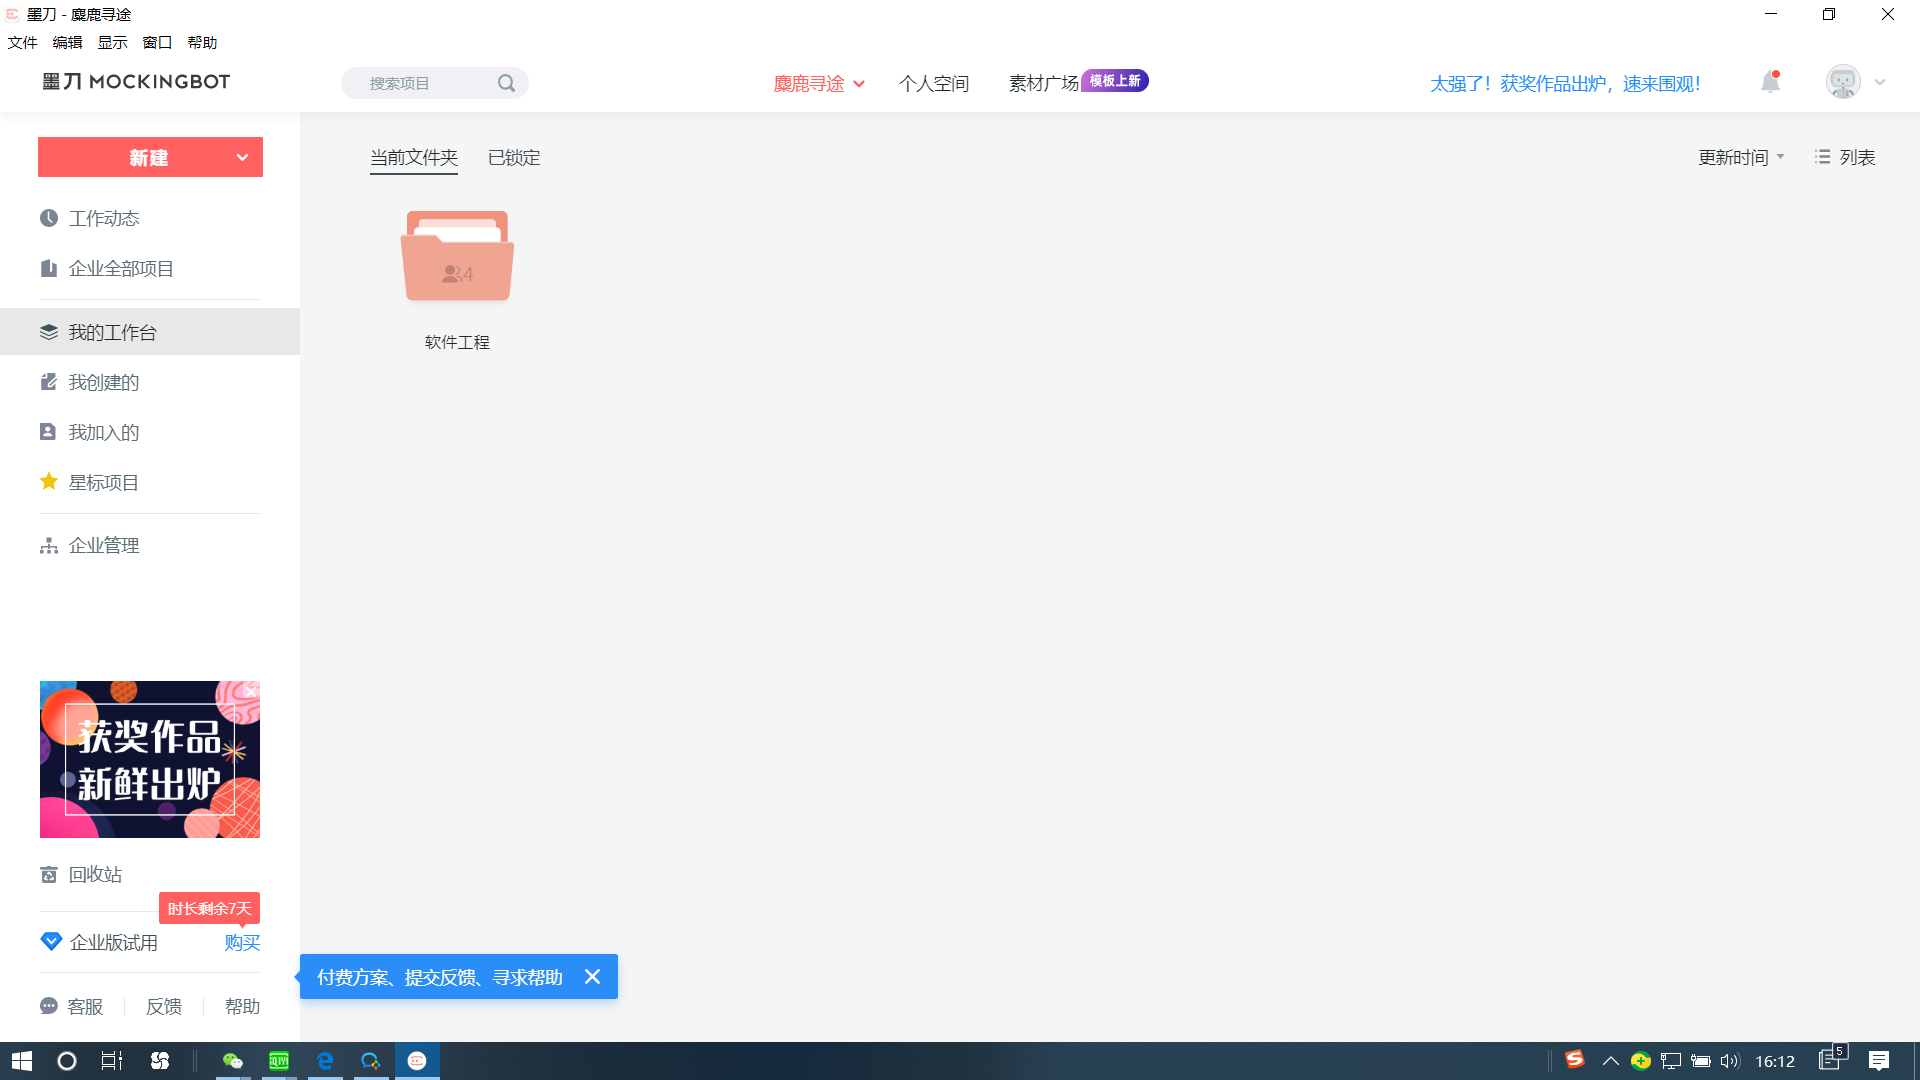 墨刀 - 麋鹿寻途
文件 编辑 显示 窗口 帮助
墨刀 MOCKINGBOT
搜索项目
麋鹿寻途
个人空间
素材广场
模板上新
太强了！获奖作品出炉，速来围观！
新建
当前文件夹
已锁定
更新时间
列表
工作动态
企业全部项目
4
软件工程
我的工作台
我创建的
我加入的
星标项目
企业管理
获奖作品
新鲜出炉
回收站
时长剩余7天
企业版试用
购买
付费方案、提交反馈、寻求帮助
客服
反馈
帮助
iQIYI
16:12
5